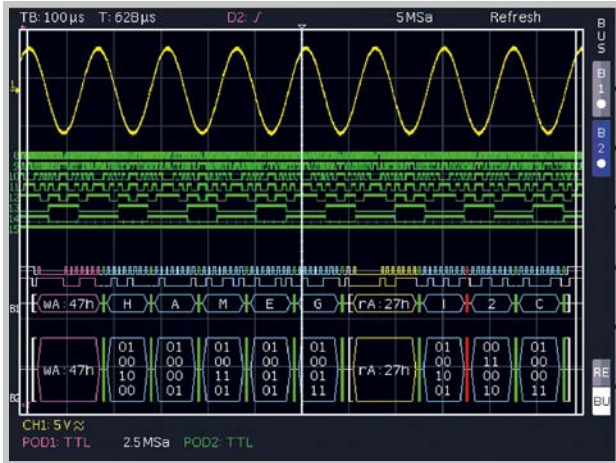 TB: 100µs T: 628µs D2: 5MSa Refresh
BUS
B1
B2
1
B1 wA:47h H A M E G rA:27h I 2 C
B2 wA:47h 01 01 01 01 01 rA:27h 01 00 01
00 00 00 00 00 00 11 00
10 00 11 01 01 10 00 00
00 01 01 01 11 01 10 11
RE
BU
CH1: 5V
POD1: TTL 2.5MSa POD2: TTL